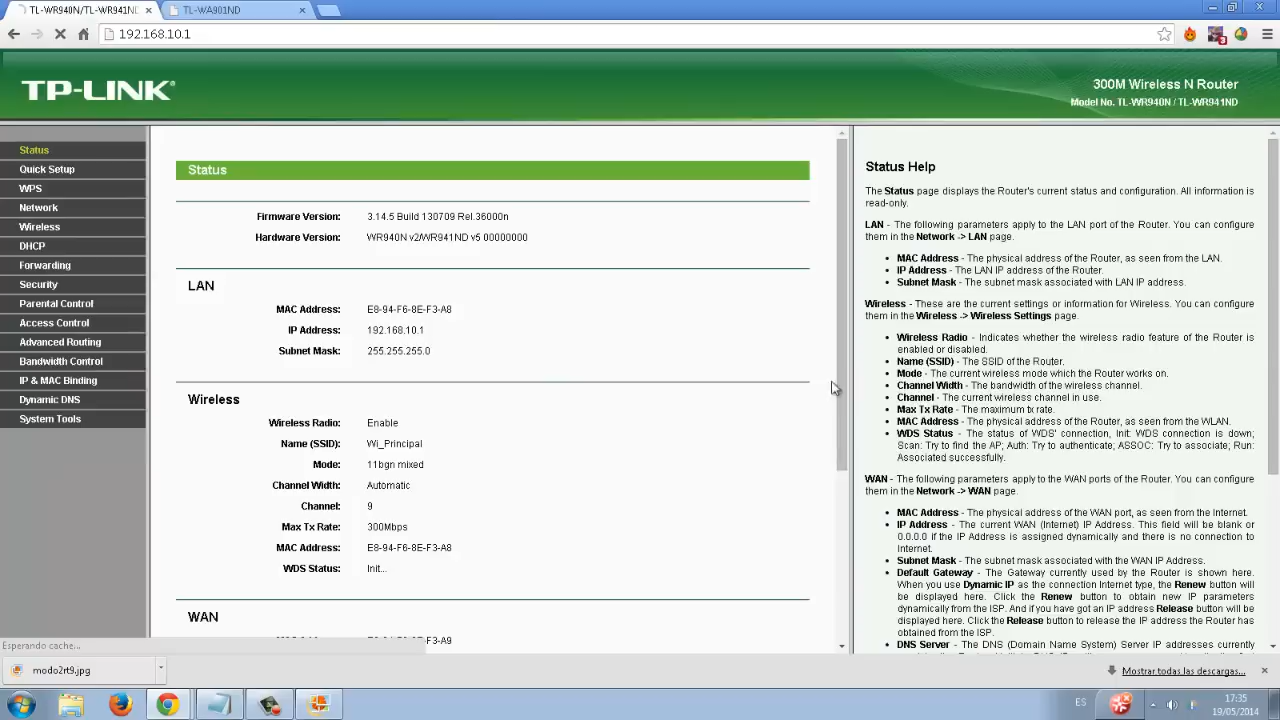 TL-WR940N/TL-WR941ND
TL-WA901ND
192.168.10.1
TP-LINK®
300M Wireless N Router
Model No. TL-WR940N / TL-WR941ND
Status
Quick Setup
WPS
Network
Wireless
DHCP
Forwarding
Security
Parental Control
Access Control
Advanced Routing
Bandwidth Control
IP & MAC Binding
Dynamic DNS
System Tools
Status
Firmware Version: 3.14.5 Build 130709 Rel.36000n
Hardware Version: WR940N v2/WR941ND v5 00000000
LAN
MAC Address: E8-94-F6-8E-F3-A8
IP Address: 192.168.10.1
Subnet Mask: 255.255.255.0
Wireless
Wireless Radio: Enable
Name (SSID): Wi_Principal
Mode: 11bgn mixed
Channel Width: Automatic
Channel: 9
Max Tx Rate: 300Mbps
MAC Address: E8-94-F6-8E-F3-A8
WDS Status: Init...
WAN
Status Help
The Status page displays the Router's current status and configuration. All information is
read-only.
LAN - The following parameters apply to the LAN port of the Router. You can configure
them in the Network -> LAN page.
• MAC Address - The physical address of the Router, as seen from the LAN.
• IP Address - The LAN IP address of the Router.
• Subnet Mask - The subnet mask associated with LAN IP address.
Wireless - These are the current settings or information for Wireless. You can configure
them in the Wireless -> Wireless Settings page.
• Wireless Radio - Indicates whether the wireless radio feature of the Router is
enabled or disabled.
• Name (SSID) - The SSID of the Router.
• Mode - The current wireless mode which the Router works on.
• Channel Width - The bandwidth of the wireless channel.
• Channel - The current wireless channel in use.
• Max Tx Rate - The maximum tx rate.
• MAC Address - The physical address of the Router, as seen from the WLAN.
• WDS Status - The status of WDS' connection, Init: WDS connection is down;
Scan: Try to find the AP; Auth: Try to authenticate; ASSOC: Try to associate; Run:
Associated successfully.
WAN - The following parameters apply to the WAN ports of the Router. You can configure
them in the Network -> WAN page.
• MAC Address - The physical address of the WAN port, as seen from the Internet.
• IP Address - The current WAN (Internet) IP Address. This field will be blank or
0.0.0.0 if the IP Address is assigned dynamically and there is no connection to
Internet.
• Subnet Mask - The subnet mask associated with the WAN IP Address.
• Default Gateway - The Gateway currently used by the Router is shown here.
When you use Dynamic IP as the connection Internet type, the Renew button will
be displayed here. Click the Renew button to obtain new IP parameters
dynamically from the ISP. And if you have got an IP address Release button will be
displayed here. Click the Release button to release the IP address the Router has
obtained from the ISP.
• DNS Server - The DNS (Domain Name System) Server IP addresses currently
Esperando cache...
modo2rt9.jpg
Mostrar todas las descargas...
ES
17:35
19/05/2014